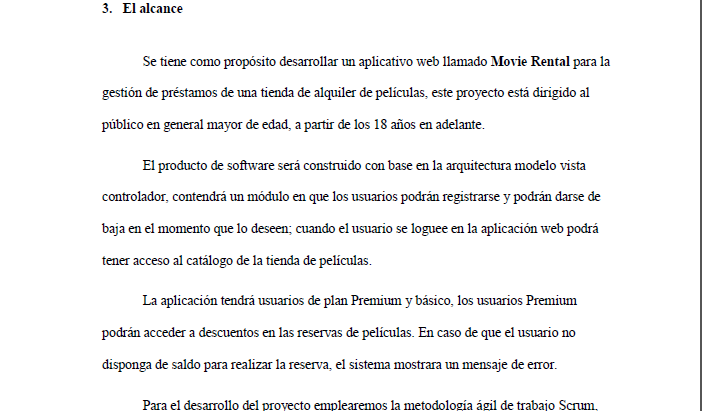 3. El alcance
Se tiene como propósito desarrollar un aplicativo web llamado Movie Rental para la
gestión de préstamos de una tienda de alquiler de películas, este proyecto está dirigido al
público en general mayor de edad, a partir de los 18 años en adelante.
El producto de software será construido con base en la arquitectura modelo vista
controlador, contendrá un módulo en que los usuarios podrán registrarse y podrán darse de
baja en el momento que lo deseen; cuando el usuario se loguee en la aplicación web podrá
tener acceso al catálogo de la tienda de películas.
La aplicación tendrá usuarios de plan Premium y básico, los usuarios Premium
podrán acceder a descuentos en las reservas de películas. En caso de que el usuario no
disponga de saldo para realizar la reserva, el sistema mostrara un mensaje de error.
Para el desarrollo del proyecto emplearemos la metodología ágil de trabajo Scrum,